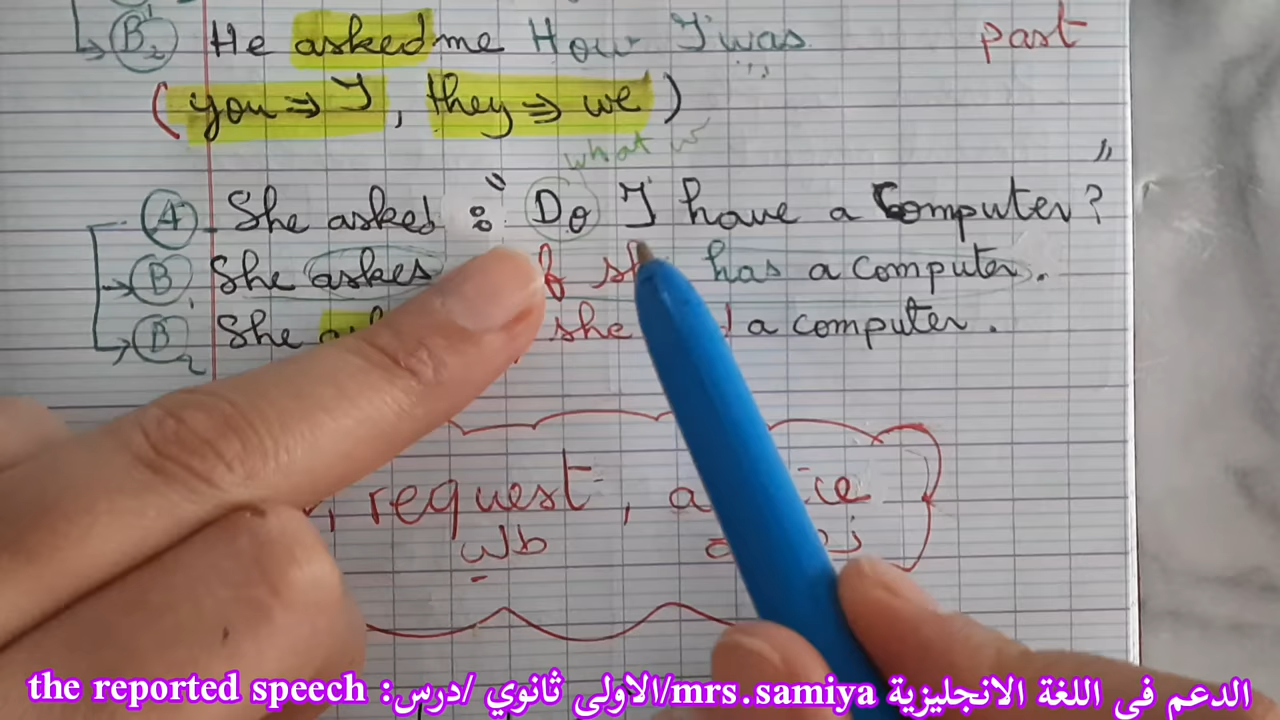 B2 He asked me How I was past
(you ⇒ I, they ⇒ we)
what
A She asked : " Do I have a Computer? "
B1 She askes has a computer.
B2 She she a computer.
request,
طلب
the reported speech :الدعم في اللغة الانجليزية mrs.samiya/الاولى ثانوي /درس